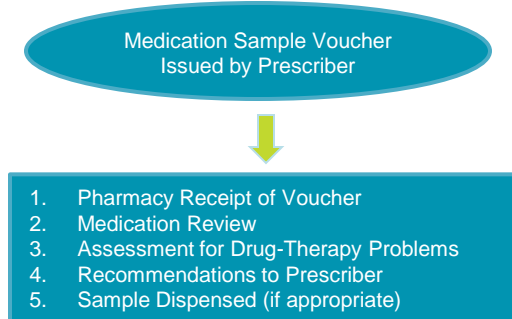 Medication Sample Voucher
Issued by Prescriber
1. Pharmacy Receipt of Voucher
2. Medication Review
3. Assessment for Drug-Therapy Problems
4. Recommendations to Prescriber
5. Sample Dispensed (if appropriate)